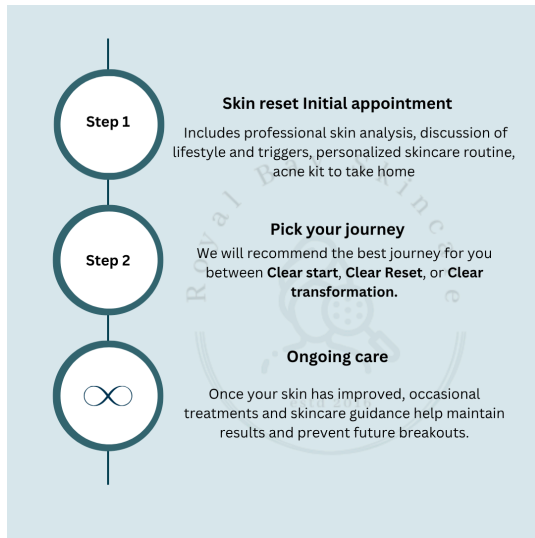 Step 1
Skin reset Initial appointment
Includes professional skin analysis, discussion of
lifestyle and triggers, personalized skincare routine,
acne kit to take home
Step 2
Pick your journey
We will recommend the best journey for you
between Clear start, Clear Reset, or Clear
transformation.
Ongoing care
Once your skin has improved, occasional
treatments and skincare guidance help maintain
results and prevent future breakouts.